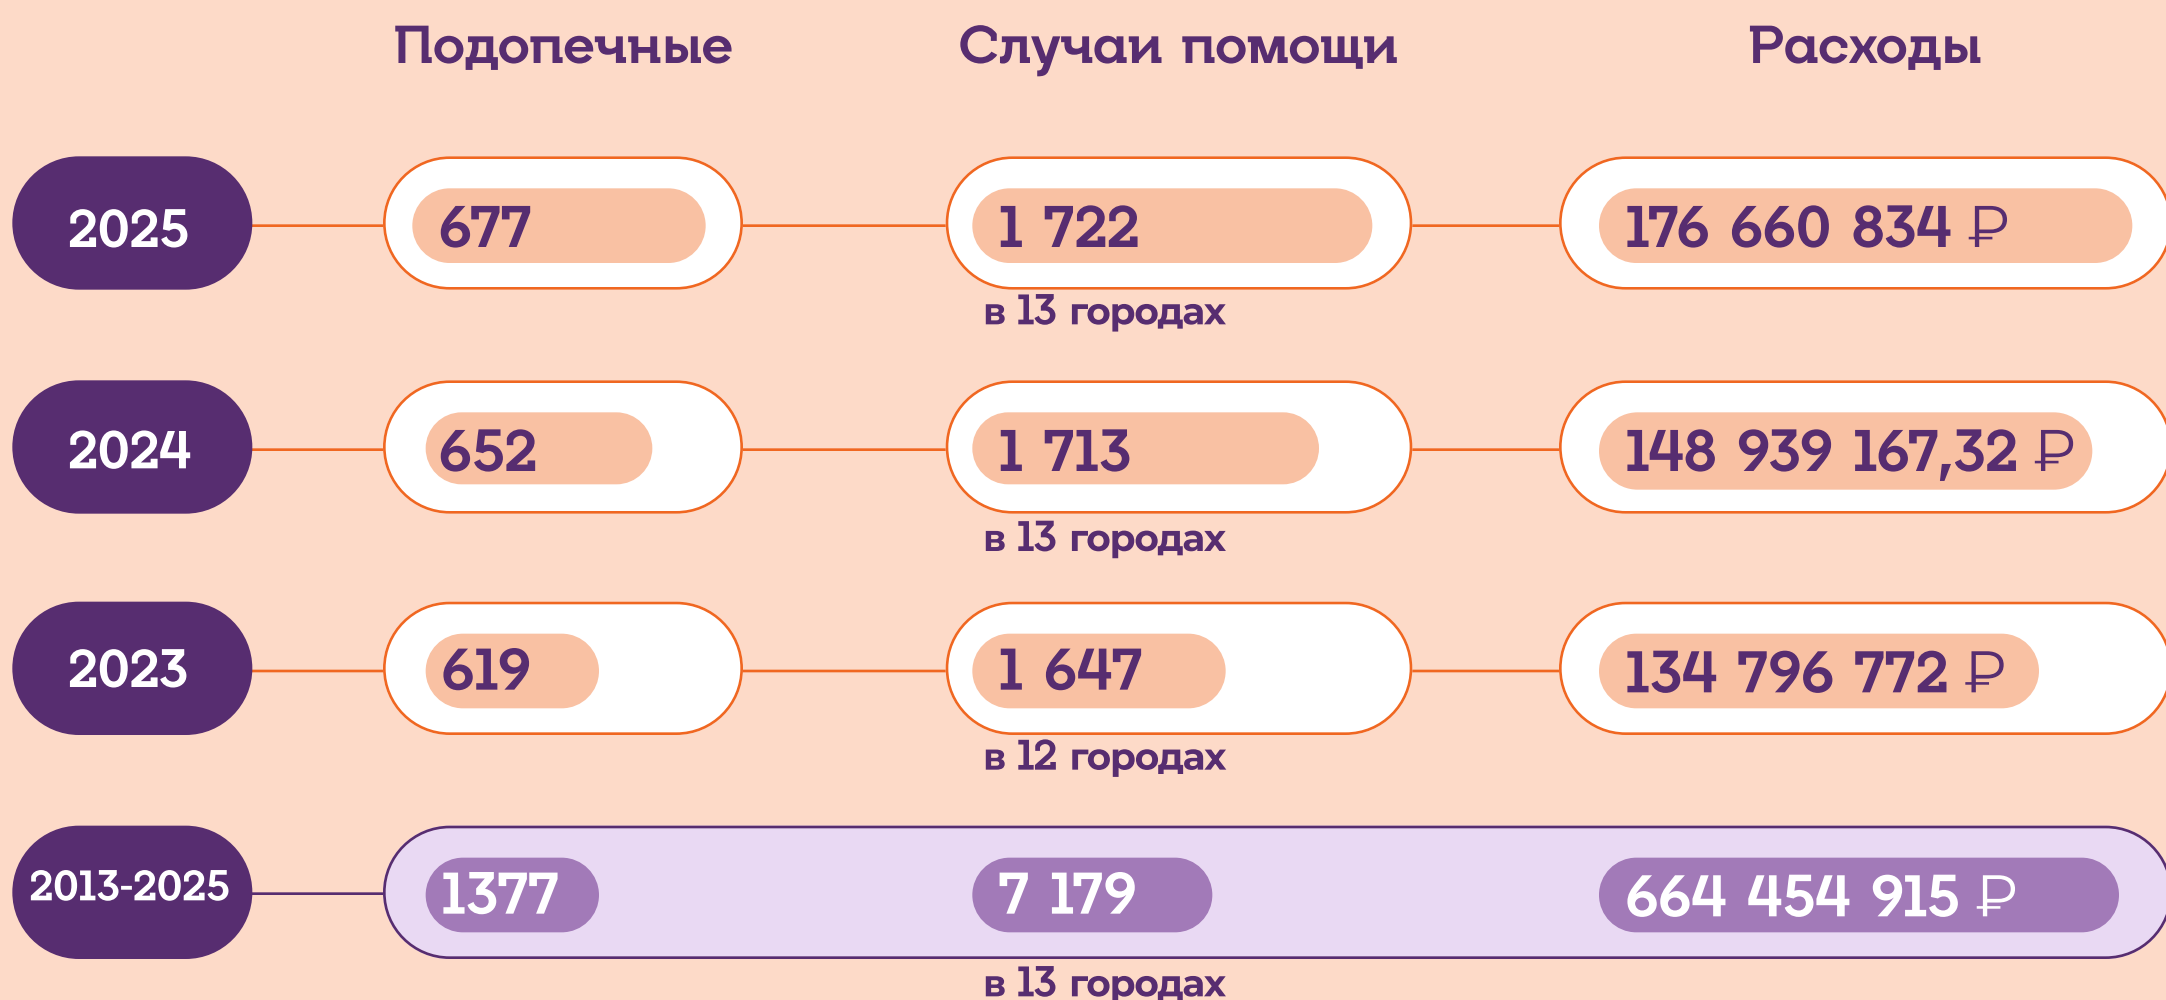 Подопечные Случаи помощи Расходы
2025 677 1 722 176 660 834 ₽
в 13 городах
2024 652 1 713 148 939 167,32 ₽
в 13 городах
2023 619 1 647 134 796 772 ₽
в 12 городах
2013-2025 1377 7 179 664 454 915 ₽
в 13 городах